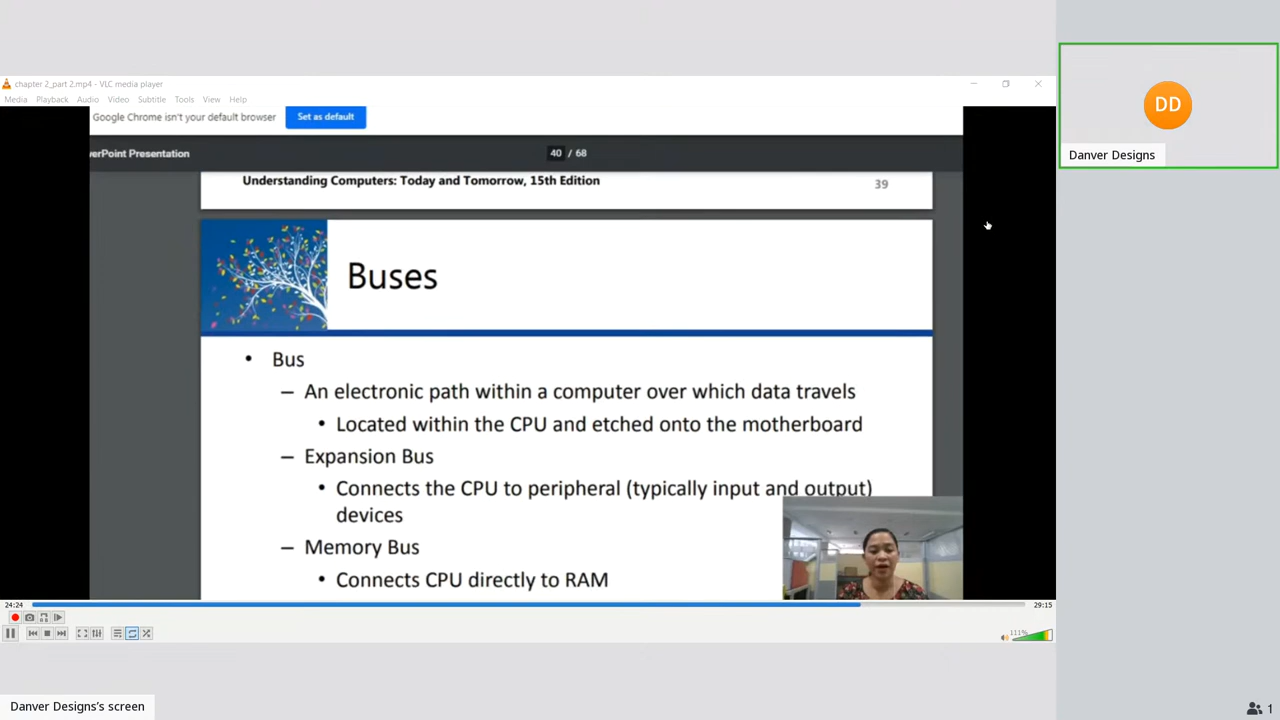 chapter 2_part 2.mp4 - VLC media player
Media Playback Audio Video Subtitle Tools View Help
Google Chrome isn't your default browser Set as default
werPoint Presentation 40 / 68
Understanding Computers: Today and Tomorrow, 15th Edition 39
Buses
• Bus
– An electronic path within a computer over which data travels
• Located within the CPU and etched onto the motherboard
– Expansion Bus
• Connects the CPU to peripheral (typically input and output)
devices
– Memory Bus
• Connects CPU directly to RAM
24:24 29:15
111%
DD
Danver Designs
Danver Designs's screen
1